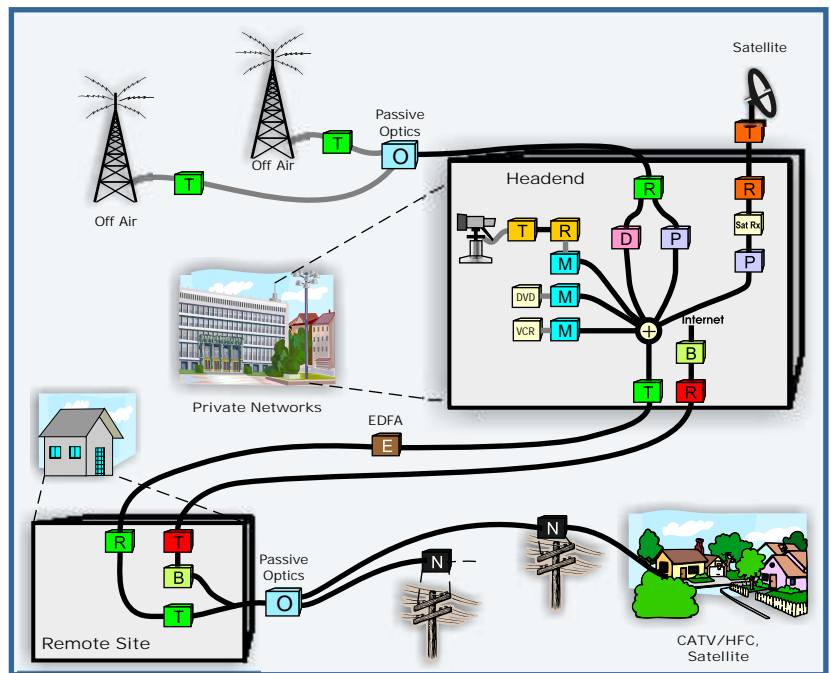 Satellite
Passive
Optics
T
T
O
Off Air
T
Off Air
Headend
R
R
T
R
D
P
Sat Rx
M
P
DVD
M
Internet
VCR
M
+
B
T
R
Private Networks
EDFA
E
R
T
Passive
Optics
N
N
B
O
T
Remote Site
CATV/HFC,
Satellite